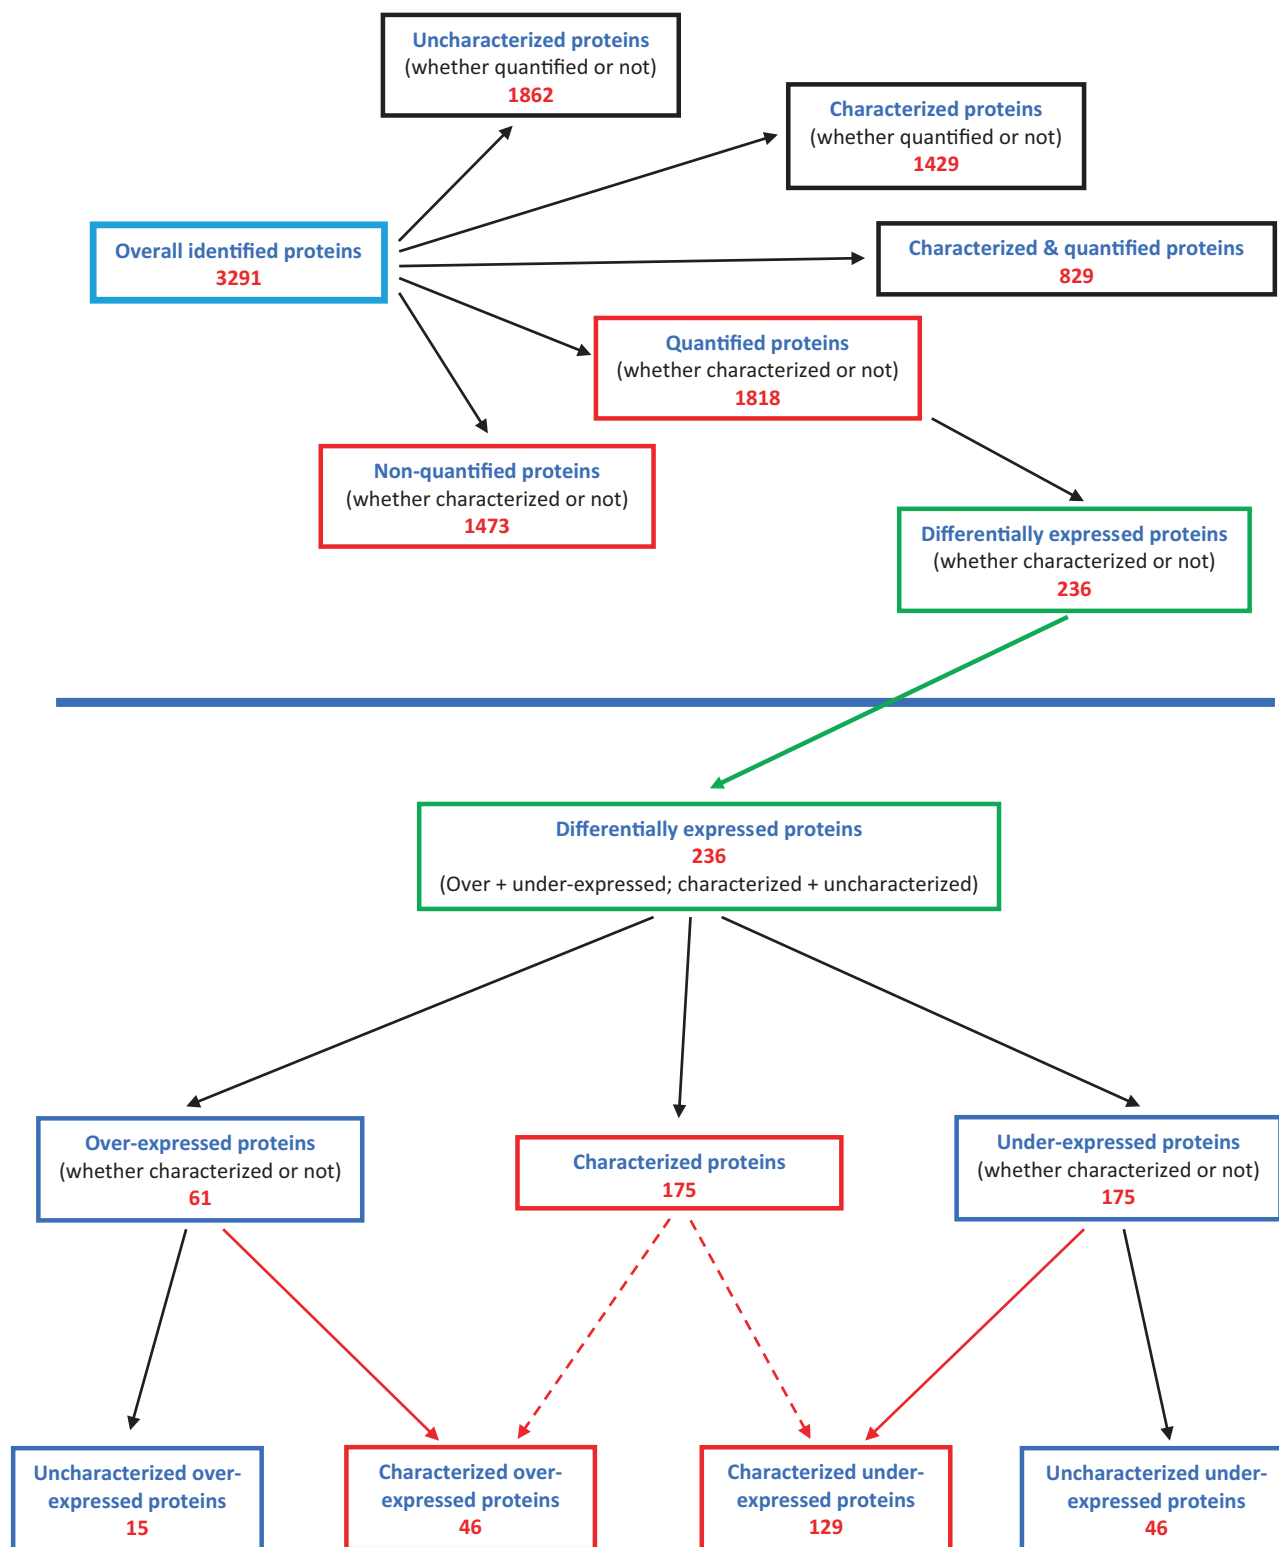 Uncharacterized proteins
(whether quantified or not)
1862
Characterized proteins
(whether quantified or not)
1429
Overall identified proteins
3291
Characterized & quantified proteins
829
Quantified proteins
(whether characterized or not)
1818
Non-quantified proteins
(whether characterized or not)
1473
Differentially expressed proteins
(whether characterized or not)
236
Differentially expressed proteins
236
(Over + under-expressed; characterized + uncharacterized)
Over-expressed proteins
(whether characterized or not)
61
Characterized proteins
175
Under-expressed proteins
(whether characterized or not)
175
Uncharacterized over-
expressed proteins
15
Characterized over-
expressed proteins
46
Characterized under-
expressed proteins
129
Uncharacterized under-
expressed proteins
46